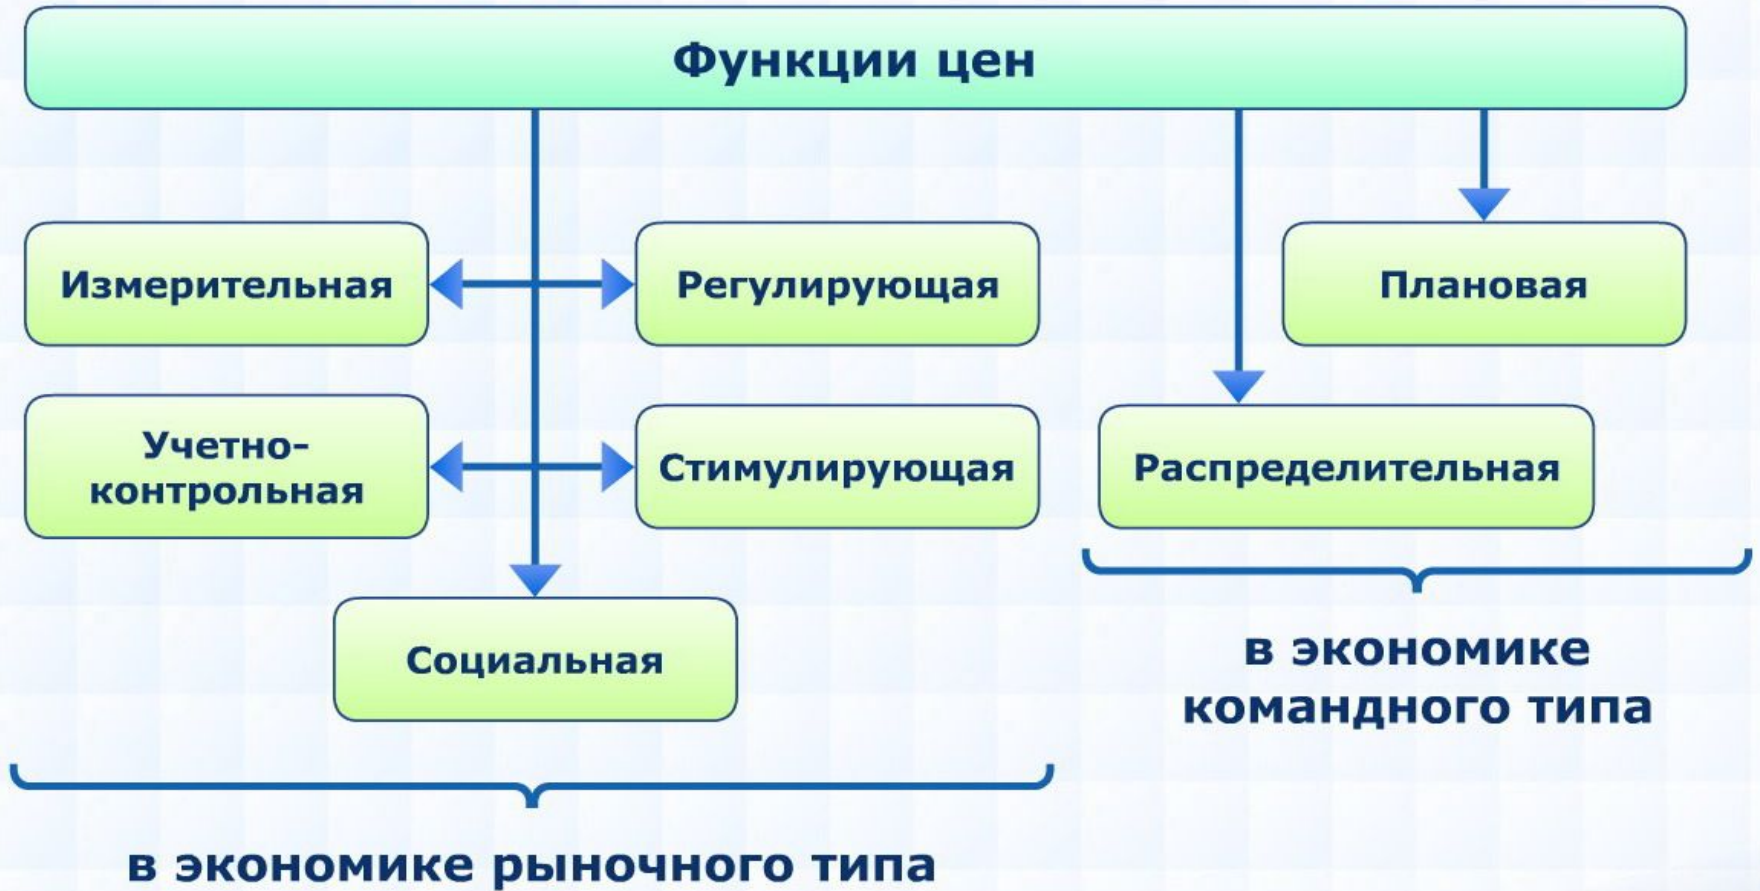 Функции цен
Измерительная
Регулирующая
Плановая
Учетно-
контрольная
Стимулирующая
Распределительная
Социальная
в экономике
командного типа
в экономике рыночного типа